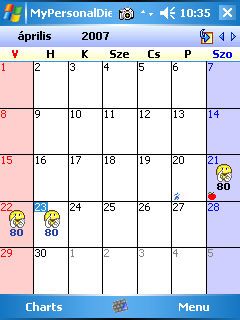 MyPersonalDie 10:35
április 2007
V H K Sze Cs P Szo
1 2 3 4 5 6 7
8 9 10 11 12 13 14
15 16 17 18 19 20 21
80
22 23 24 25 26 27 28
80 80
29 30 1 2 3 4 5
Charts Menu